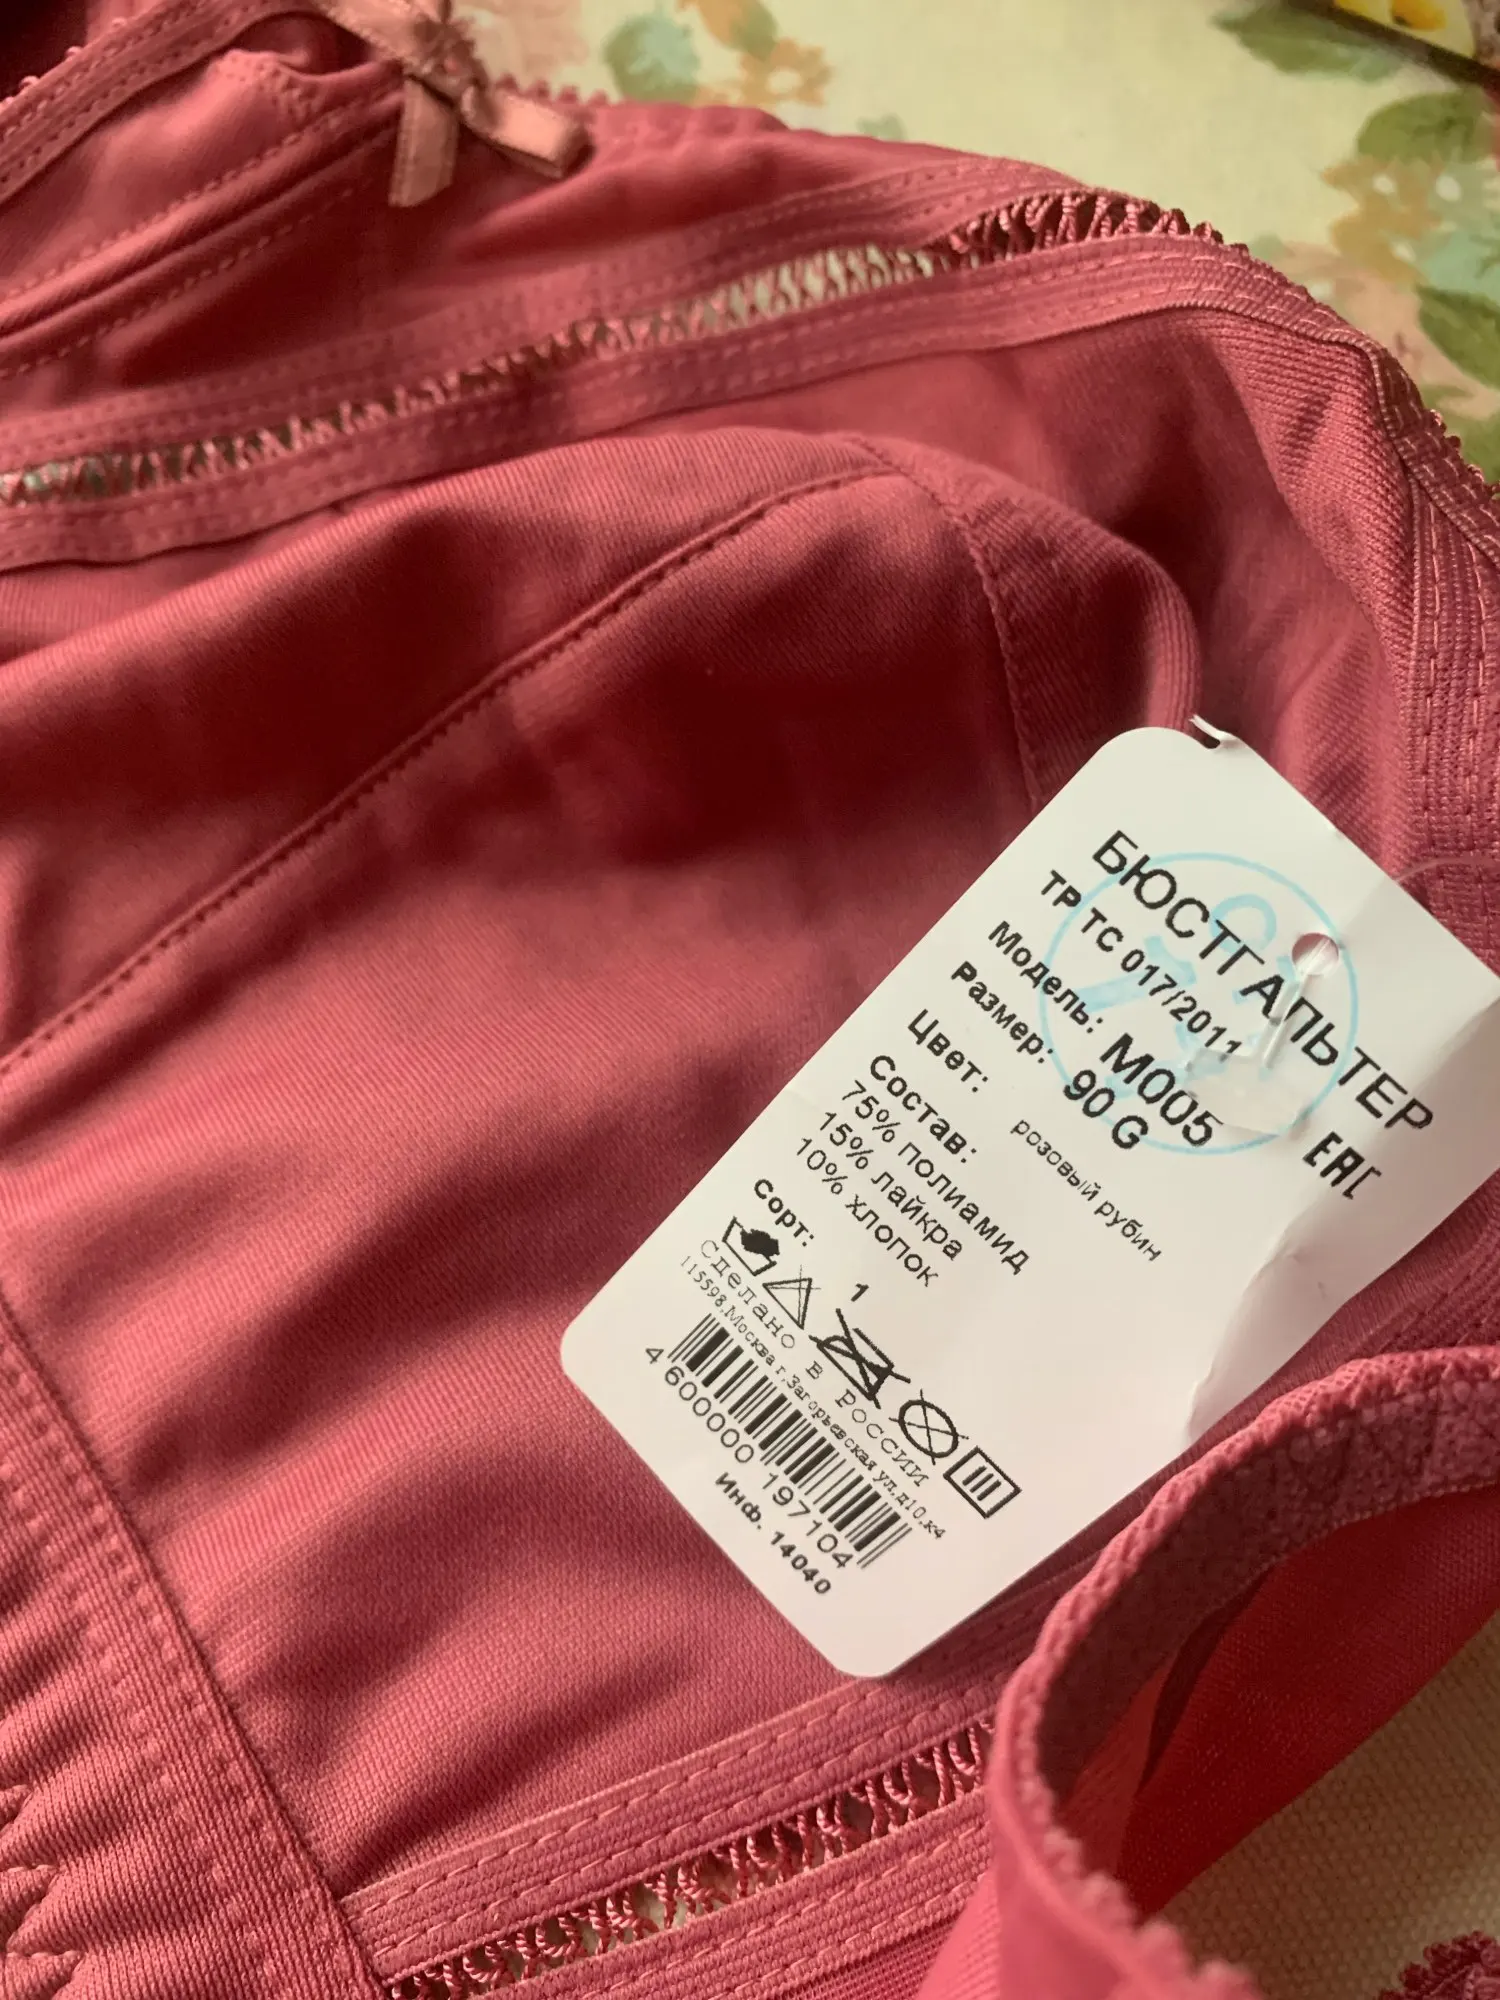 БЮСТГАЛЬТЕР
ТР ТС 017/2011
Модель: М005
Размер: 90 G
ЕАС
Цвет: розовый рубин
Состав:
75% полиамид
15% лайкра
10% хлопок
Сорт: 1
Сделано в России
115598,Москва г,Загорьевская ул,д10,к4
4 600000 197104
Инф. 14040